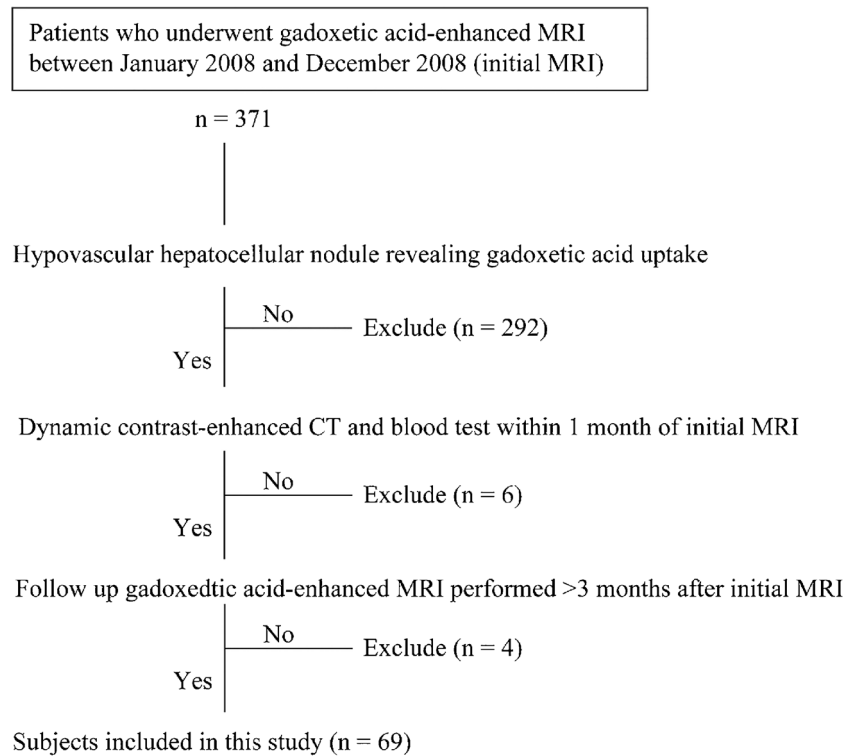 Patients who underwent gadoxetic acid-enhanced MRI
between January 2008 and December 2008 (initial MRI)
n = 371
Hypovascular hepatocellular nodule revealing gadoxetic acid uptake
No
Exclude (n = 292)
Yes
Dynamic contrast-enhanced CT and blood test within 1 month of initial MRI
No
Exclude (n = 6)
Yes
Follow up gadoxedtic acid-enhanced MRI performed >3 months after initial MRI
No
Exclude (n = 4)
Yes
Subjects included in this study (n = 69)